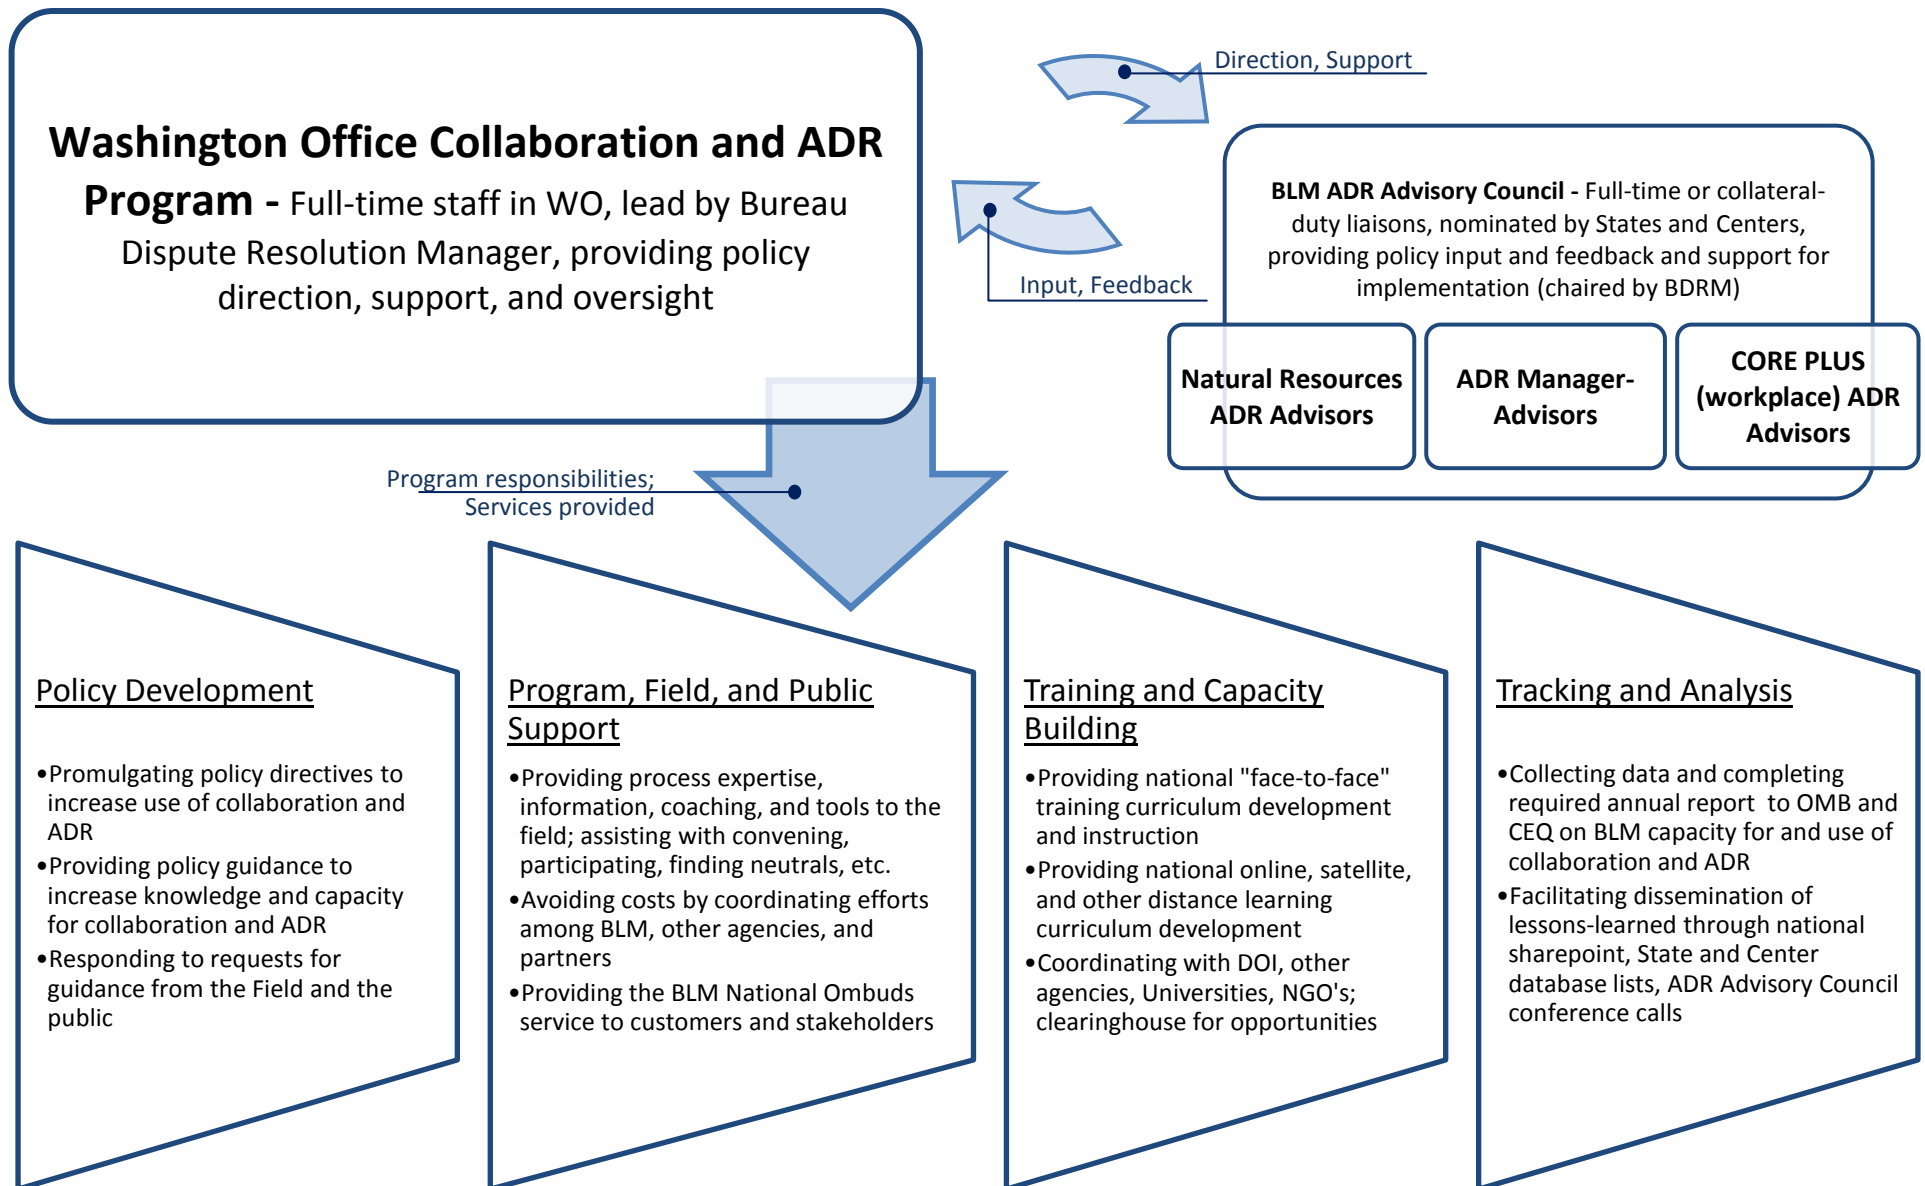 Washington Office Collaboration and ADR
Program - Full-time staff in WO, lead by Bureau
Dispute Resolution Manager, providing policy
direction, support, and oversight
Direction, Support
Input, Feedback
BLM ADR Advisory Council - Full-time or collateral-
duty liaisons, nominated by States and Centers,
providing policy input and feedback and support for
implementation (chaired by BDRM)
Natural Resources
ADR Advisors
ADR Manager-
Advisors
CORE PLUS
(workplace) ADR
Advisors
Program responsibilities;
Services provided
Policy Development
•Promulgating policy directives to
increase use of collaboration and
ADR
•Providing policy guidance to
increase knowledge and capacity
for collaboration and ADR
•Responding to requests for
guidance from the Field and the
public
Program, Field, and Public
Support
•Providing process expertise,
information, coaching, and tools to the
field; assisting with convening,
participating, finding neutrals, etc.
•Avoiding costs by coordinating efforts
among BLM, other agencies, and
partners
•Providing the BLM National Ombuds
service to customers and stakeholders
Training and Capacity
Building
•Providing national "face-to-face"
training curriculum development
and instruction
•Providing national online, satellite,
and other distance learning
curriculum development
•Coordinating with DOI, other
agencies, Universities, NGO's;
clearinghouse for opportunities
Tracking and Analysis
•Collecting data and completing
required annual report  to OMB and
CEQ on BLM capacity for and use of
collaboration and ADR
•Facilitating dissemination of
lessons-learned through national
sharepoint, State and Center
database lists, ADR Advisory Council
conference calls